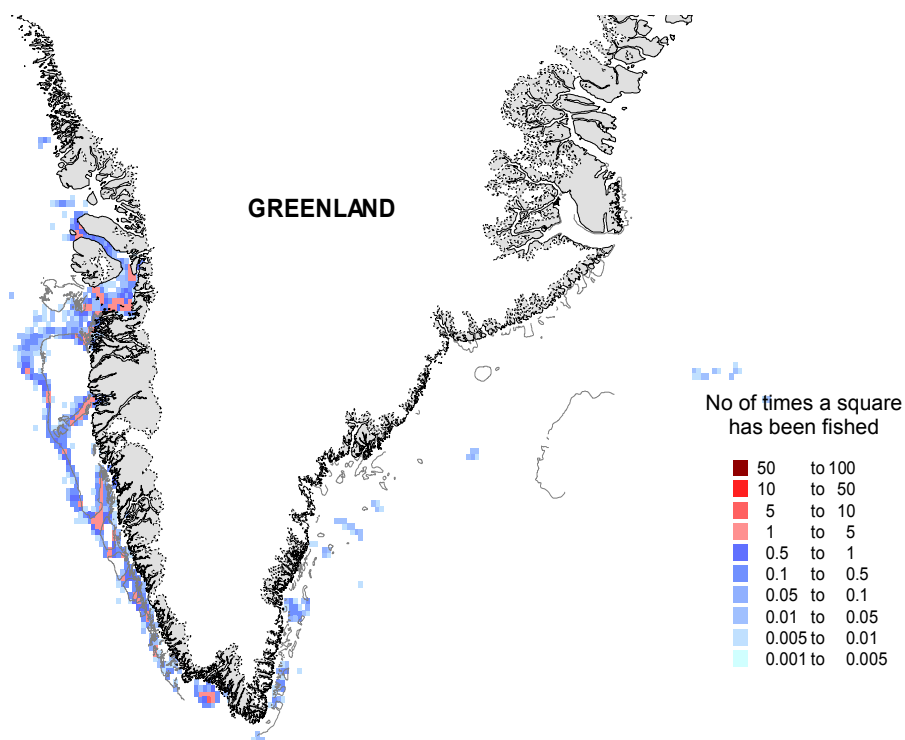 GREENLAND
No of times a square
has been fished
50 to 100
10 to 50
5 to 10
1 to 5
0.5 to 1
0.1 to 0.5
0.05 to 0.1
0.01 to 0.05
0.005 to 0.01
0.001 to 0.005